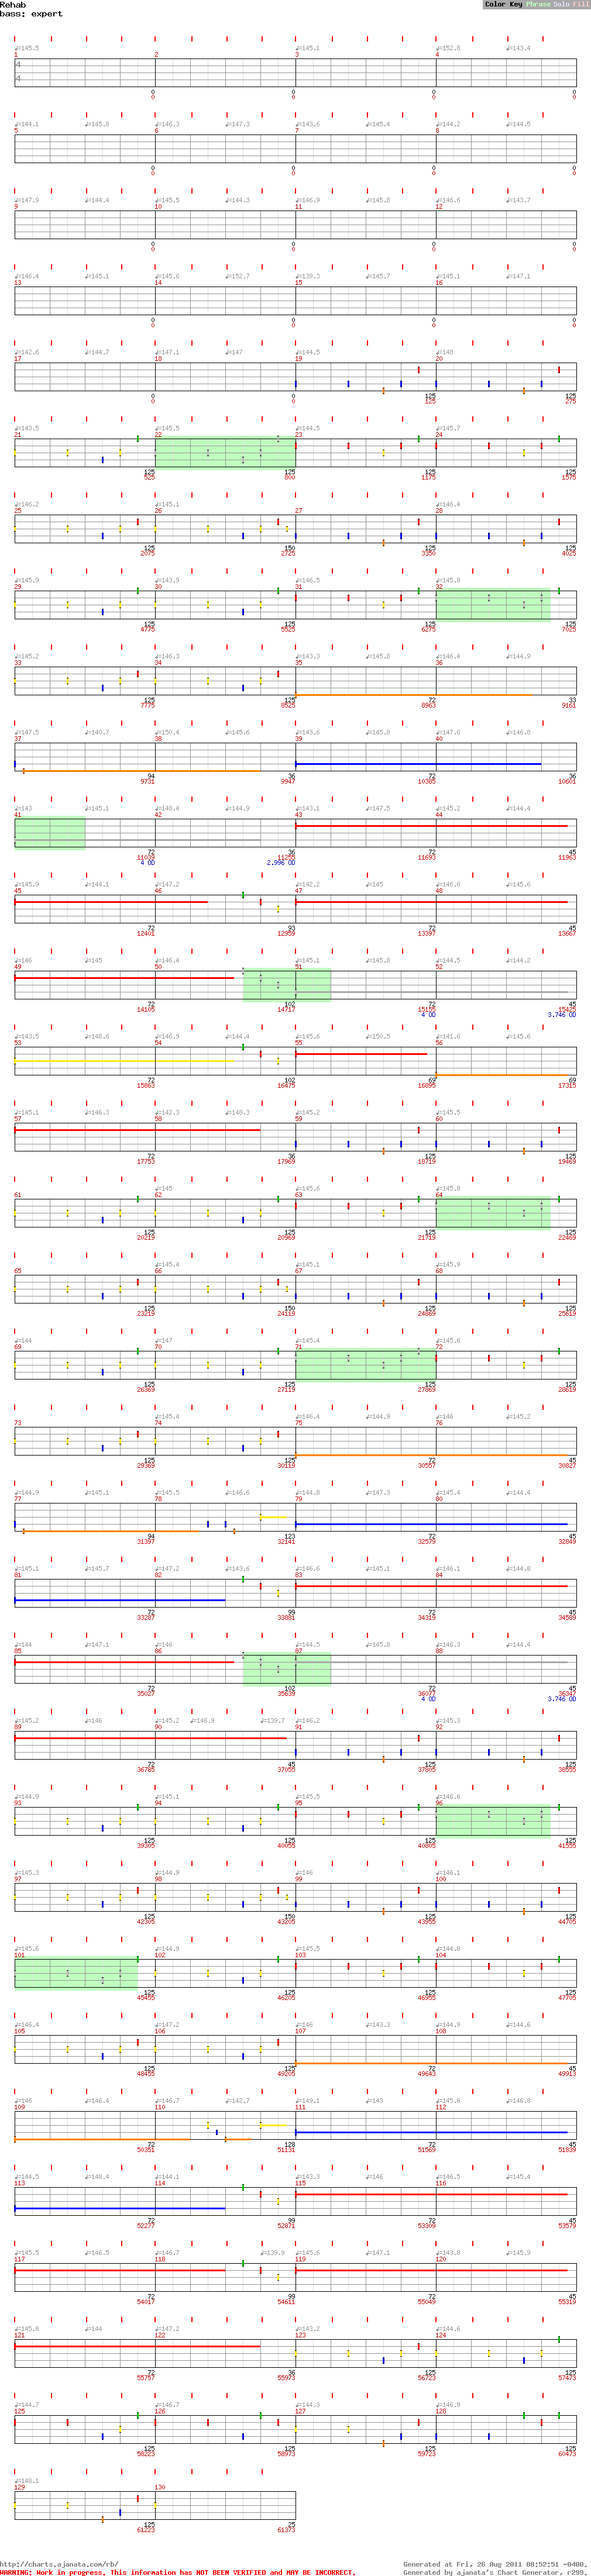 Rehab
Color Key Phrase Solo Fill
bass: expert
♩=145.5 ♩=145.1 ♩=152.8 ♩=143.4
1 2 3 4
4
4
0 0 0 0
0 0 0 0
♩=144.1 ♩=145.8 ♩=146.3 ♩=147.3 ♩=143.6 ♩=145.4 ♩=144.2 ♩=144.5
5 6 7 8
0 0 0 0
0 0 0 0
♩=147.9 ♩=144.4 ♩=145.5 ♩=144.3 ♩=146.9 ♩=145.8 ♩=146.6 ♩=143.7
9 10 11 12
0 0 0 0
0 0 0 0
♩=146.4 ♩=145.1 ♩=145.6 ♩=152.7 ♩=139.3 ♩=145.7 ♩=145.1 ♩=147.1
13 14 15 16
0 0 0 0
0 0 0 0
♩=142.6 ♩=144.7 ♩=147.1 ♩=147 ♩=144.5 ♩=148
17 18 19 20
0 0 125 125
0 0 125 275
♩=143.5 ♩=145.5 ♩=144.5 ♩=145.7
21 22 23 24
125 125 125 125
525 800 1175 1575
♩=146.2 ♩=145.1 ♩=146.4
25 26 27 28
125 150 125 125
2075 2725 3350 4025
♩=145.9 ♩=143.9 ♩=146.5 ♩=145.8
29 30 31 32
125 125 125 125
4775 5525 6275 7025
♩=145.2 ♩=146.3 ♩=143.3 ♩=145.8 ♩=146.4 ♩=144.9
33 34 35 36
125 125 72 33
7775 8525 8963 9161
♩=147.5 ♩=140.7 ♩=150.4 ♩=145.6 ♩=143.6 ♩=145.8 ♩=147.6 ♩=146.8
37 38 39 40
94 36 72 36
9731 9947 10385 10601
♩=143 ♩=145.1 ♩=148.4 ♩=144.9 ♩=143.1 ♩=147.5 ♩=145.2 ♩=144.4
41 42 43 44
72 36 72 45
11039 11255 11693 11963
4 OD 2.996 OD
♩=145.9 ♩=144.1 ♩=147.2 ♩=142.2 ♩=145 ♩=146.6 ♩=145.6
45 46 47 48
72 93 72 45
12401 12959 13397 13667
♩=146 ♩=145 ♩=146.4 ♩=145.1 ♩=145.8 ♩=144.5 ♩=144.2
49 50 51 52
72 102 72 45
14105 14717 15155 15425
4 OD 3.746 OD
♩=143.5 ♩=148.6 ♩=146.9 ♩=144.4 ♩=145.6 ♩=150.5 ♩=141.6 ♩=145.6
53 54 55 56
72 102 69 69
15863 16475 16895 17315
♩=145.1 ♩=146.3 ♩=142.3 ♩=148.3 ♩=145.2 ♩=145.5
57 58 59 60
72 36 125 125
17753 17969 18719 19469
♩=145 ♩=145.6 ♩=145.8
61 62 63 64
125 125 125 125
20219 20969 21719 22469
♩=145.4 ♩=145.1 ♩=145.9
65 66 67 68
125 150 125 125
23219 24119 24869 25619
♩=144 ♩=147 ♩=145.4 ♩=145.6
69 70 71 72
125 125 125 125
26369 27119 27869 28619
♩=145.4 ♩=146.4 ♩=144.9 ♩=146 ♩=145.2
73 74 75 76
125 125 72 45
29369 30119 30557 30827
♩=144.9 ♩=145.1 ♩=145.5 ♩=146.6 ♩=144.8 ♩=147.3 ♩=145.4 ♩=144.4
77 78 79 80
94 123 72 45
31397 32141 32579 32849
♩=145.1 ♩=145.7 ♩=147.2 ♩=143.6 ♩=146.6 ♩=145.1 ♩=146.1 ♩=144.8
81 82 83 84
72 99 72 45
33287 33881 34319 34589
♩=144 ♩=147.1 ♩=146 ♩=144.5 ♩=145.8 ♩=146.3 ♩=144.4
85 86 87 88
72 102 72 45
35027 35639 36077 36347
4 OD 3.746 OD
♩=145.2 ♩=146 ♩=145.2 ♩=146.9 ♩=139.7 ♩=146.2 ♩=145.3
89 90 91 92
72 45 125 125
36785 37055 37805 38555
♩=144.9 ♩=145.1 ♩=145.5 ♩=146.6
93 94 95 96
125 125 125 125
39305 40055 40805 41555
♩=145.3 ♩=144.9 ♩=146 ♩=146.1
97 98 99 100
125 150 125 125
42305 43205 43955 44705
♩=145.6 ♩=144.9 ♩=145.5 ♩=144.8
101 102 103 104
125 125 125 125
45455 46205 46955 47705
♩=146.4 ♩=147.2 ♩=146 ♩=143.3 ♩=144.9 ♩=144.6
105 106 107 108
125 125 72 45
48455 49205 49643 49913
♩=146 ♩=146.4 ♩=146.7 ♩=142.7 ♩=149.1 ♩=143 ♩=145.6 ♩=146.8
109 110 111 112
72 128 72 45
50351 51131 51569 51839
♩=144.5 ♩=148.4 ♩=144.1 ♩=143.3 ♩=146 ♩=146.5 ♩=145.4
113 114 115 116
72 99 72 45
52277 52871 53309 53579
♩=145.5 ♩=146.5 ♩=146.7 ♩=139.9 ♩=145.6 ♩=147.1 ♩=143.8 ♩=145.9
117 118 119 120
72 99 72 45
54017 54611 55049 55319
♩=145.8 ♩=144 ♩=147.2 ♩=143.2 ♩=144.6
121 122 123 124
72 36 125 125
55757 55973 56723 57473
♩=144.7 ♩=146.7 ♩=144.3 ♩=146.9
125 126 127 128
125 125 125 125
58223 58973 59723 60473
♩=148.1
129 130
125 25
61223 61373
http://charts.ajanata.com/rb/
Generated at Fri, 26 Aug 2011 08:52:51 -0400.
WARNING: Work in progress. This information has NOT BEEN VERIFIED and MAY BE INCORRECT.
Generated by ajanata's Chart Generator, r299.